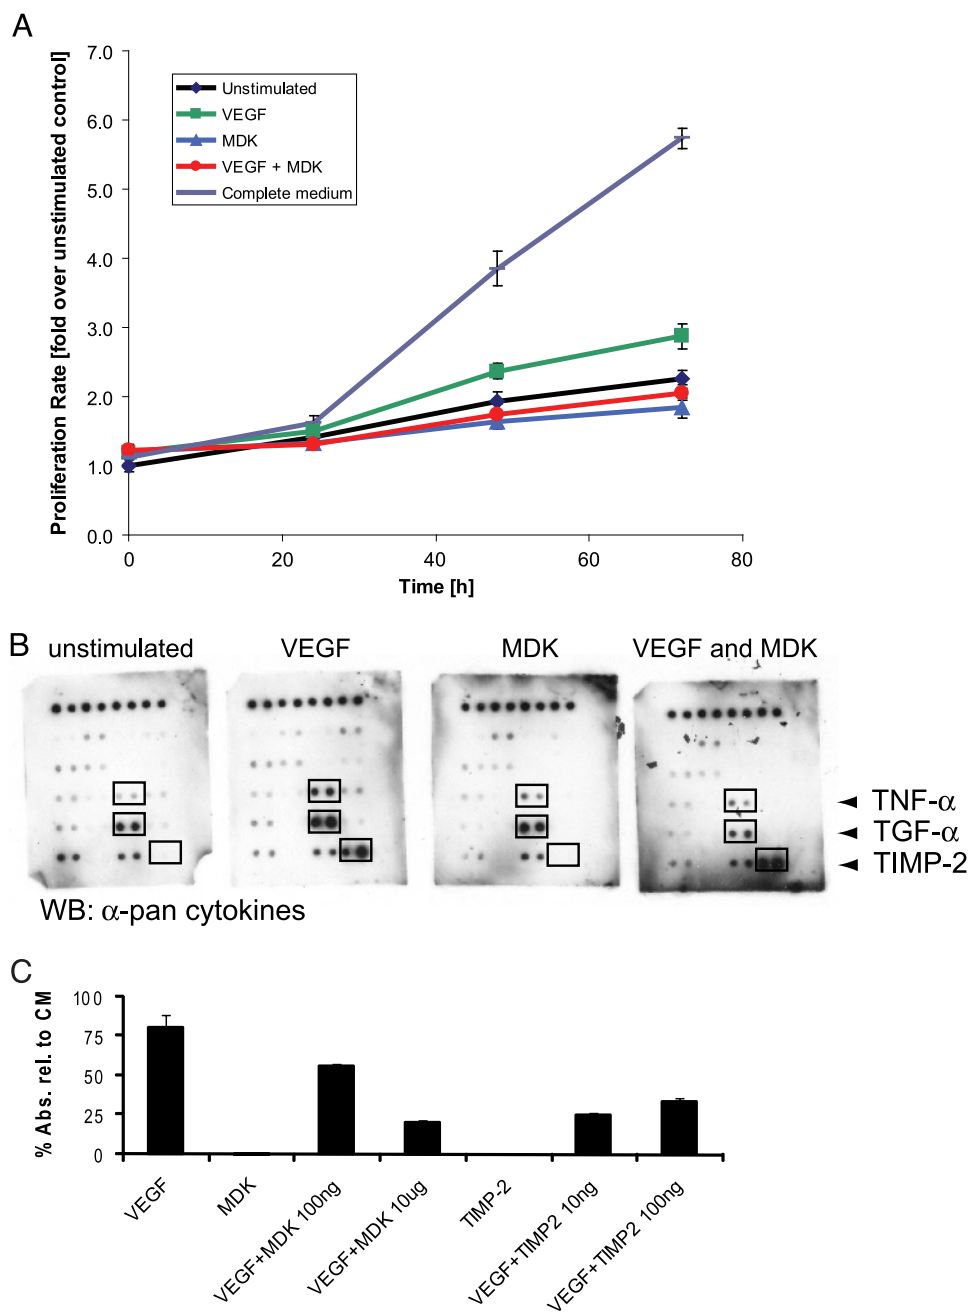 A
Proliferation Rate [fold over unstimulated control]
7.0
6.0
5.0
4.0
3.0
2.0
1.0
0.0
Unstimulated
VEGF
MDK
VEGF + MDK
Complete medium
0
20
40
60
80
Time [h]
B
unstimulated
VEGF
MDK
VEGF and MDK
TNF-α
TGF-α
TIMP-2
WB: α-pan cytokines
C
% Abs. rel. to CM
100
75
50
25
0
VEGF
MDK
VEGF+MDK 100ng
VEGF+MDK 10ug
TIMP-2
VEGF+TIMP2 10ng
VEGF+TIMP2 100ng